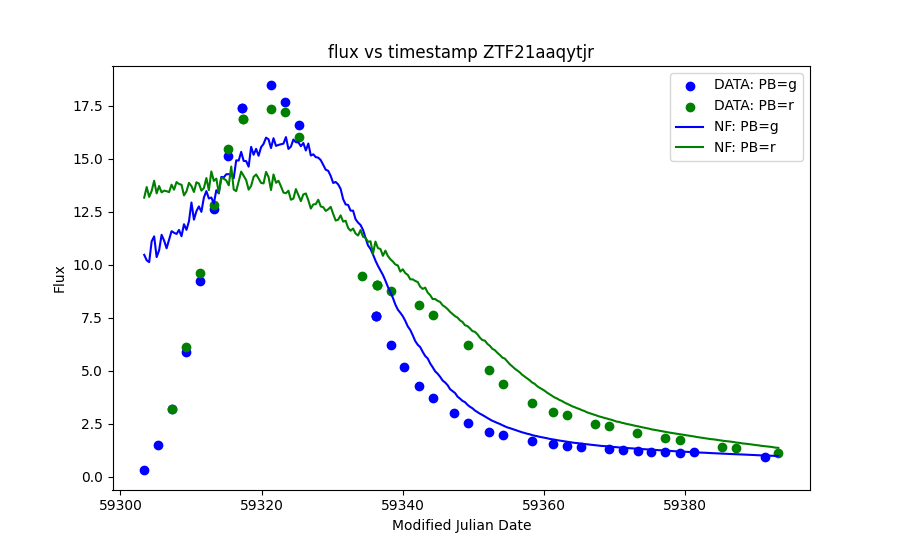 flux vs timestamp ZTF21aaqytjr
DATA: PB=g
DATA: PB=r
NF: PB=g
NF: PB=r
Flux
17.5
15.0
12.5
10.0
7.5
5.0
2.5
0.0
59300 59320 59340 59360 59380
Modified Julian Date